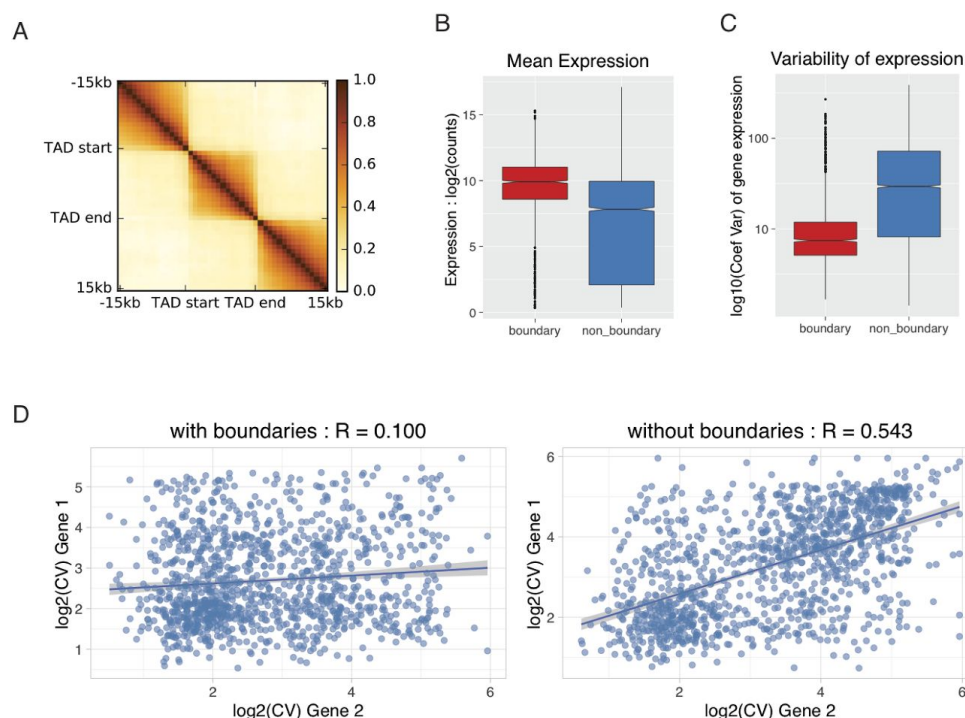 A
-15kb
TAD start
TAD end
15kb
-15kb TAD start TAD end 15kb
1.0
0.8
0.6
0.4
0.2
0.0
B
Mean Expression
Expression : log2(counts)
15
10
5
0
boundary non_boundary
C
Variability of expression
log10(Coef Var) of gene expression
100
10
boundary non_boundary
D
with boundaries : R = 0.100
log2(CV) Gene 1
5
4
3
2
1
2 4 6
log2(CV) Gene 2
without boundaries : R = 0.543
log2(CV) Gene 1
6
4
2
2 4 6
log2(CV) Gene 2